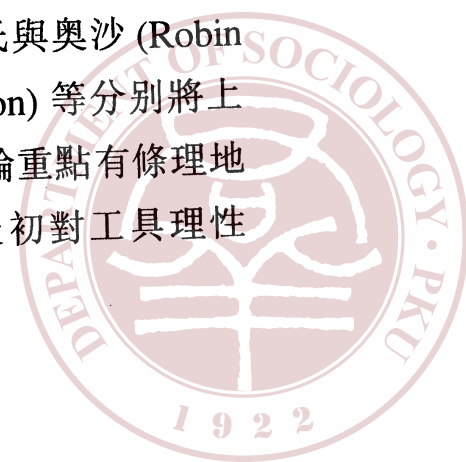 氏與奧沙 (Robin
on) 等分別將上
論重點有條理地
初對工具理性
DEPARTMENT OF SOCIOLOGY · PKU
1922